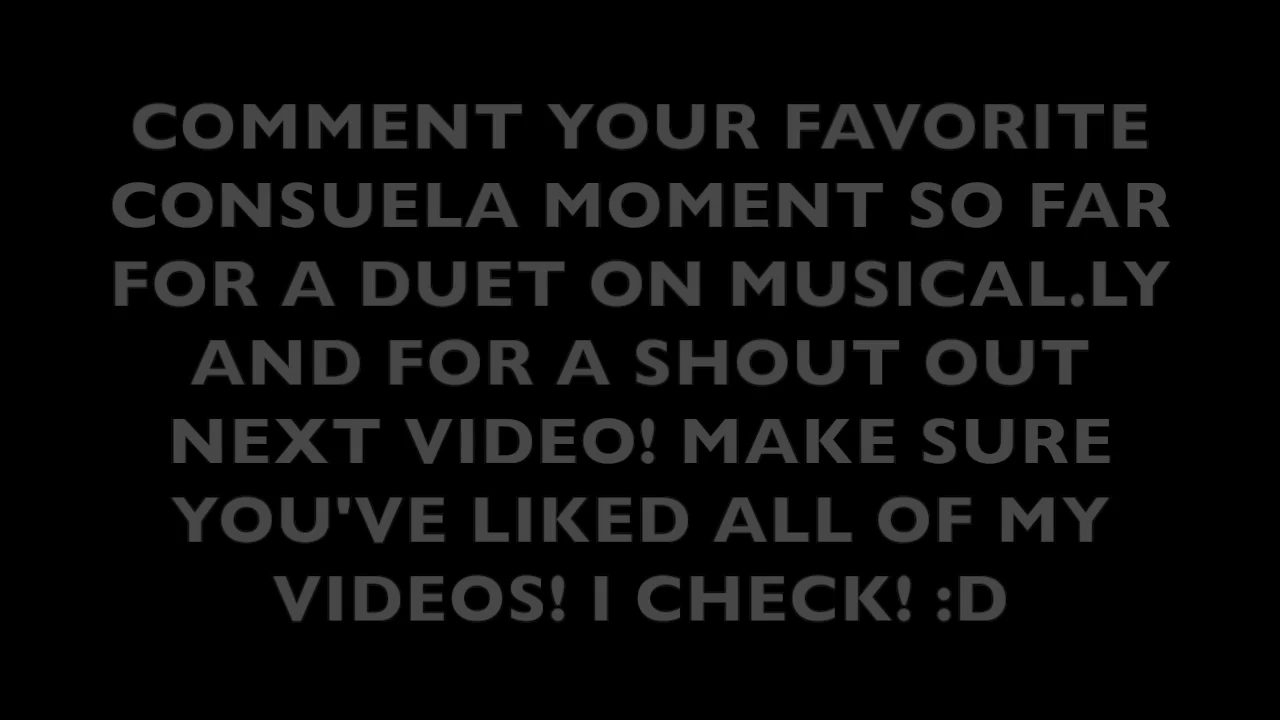 COMMENT YOUR FAVORITE
CONSUELA MOMENT SO FAR
FOR A DUET ON MUSICAL.LY
AND FOR A SHOUT OUT
NEXT VIDEO! MAKE SURE
YOU'VE LIKED ALL OF MY
VIDEOS! I CHECK! :D